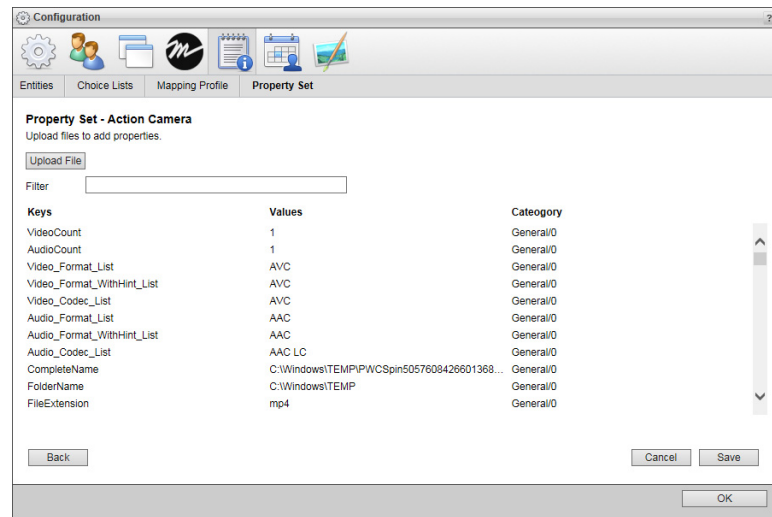 Configuration ?
Entities Choice Lists Mapping Profile Property Set
Property Set - Action Camera
Upload files to add properties.
Upload File
Filter
Keys Values Cateogory
VideoCount 1 General/0
AudioCount 1 General/0
Video_Format_List AVC General/0
Video_Format_WithHint_List AVC General/0
Video_Codec_List AVC General/0
Audio_Format_List AAC General/0
Audio_Format_WithHint_List AAC General/0
Audio_Codec_List AAC LC General/0
CompleteName C:\Windows\TEMP\PWCSpin5057608426601368... General/0
FolderName C:\Windows\TEMP General/0
FileExtension mp4 General/0
Back Cancel Save
OK